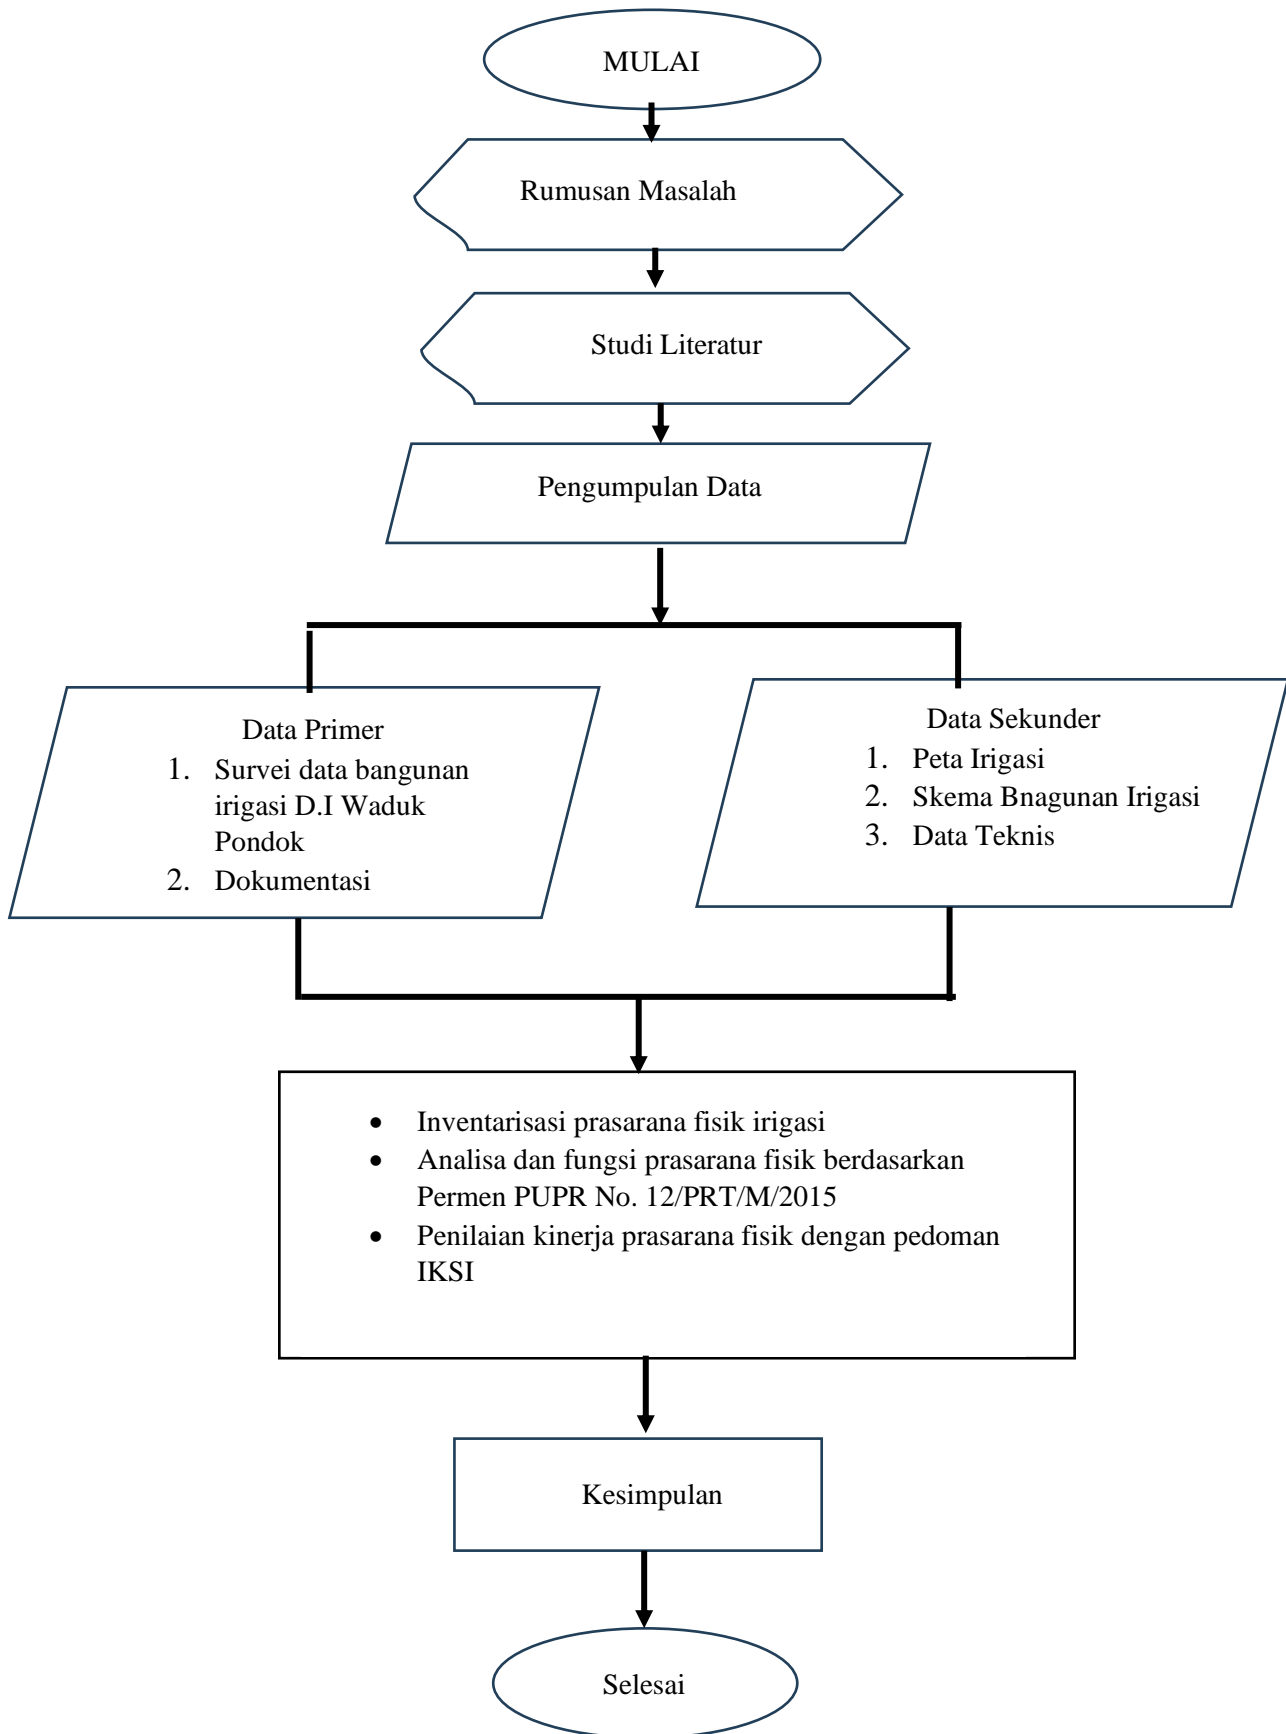 MULAI
Rumusan Masalah
Studi Literatur
Pengumpulan Data
Data Primer
1. Survei data bangunan
irigasi D.I Waduk
Pondok
2. Dokumentasi
Data Sekunder
1. Peta Irigasi
2. Skema Bnagunan Irigasi
3. Data Teknis
• Inventarisasi prasarana fisik irigasi
• Analisa dan fungsi prasarana fisik berdasarkan
Permen PUPR No. 12/PRT/M/2015
• Penilaian kinerja prasarana fisik dengan pedoman
IKSI
Kesimpulan
Selesai